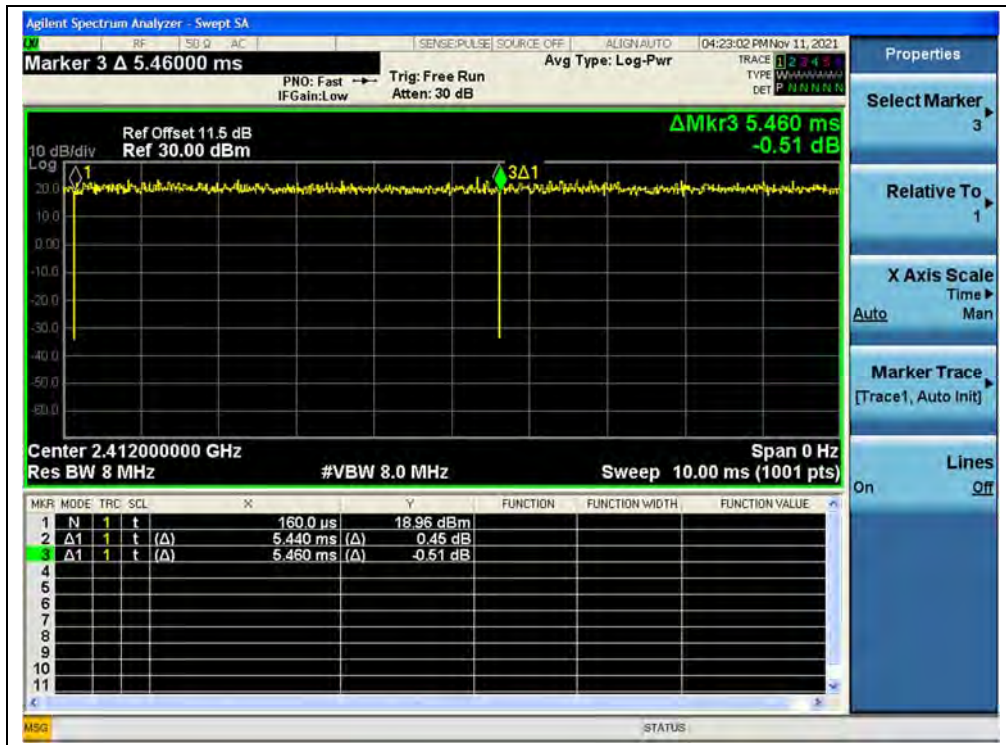 Agilent Spectrum Analyzer - Swept SA
RF 50 Ω AC SENSE:PULSE SOURCE OFF ALIGNAUTO 04:23:02 PM Nov 11, 2021
Marker 3 Δ 5.46000 ms
PNO: Fast
IFGain:Low
Trig: Free Run
Atten: 30 dB
Avg Type: Log-Pwr
TRACE 1 2 3 4 5 6
TYPE
DET P N N N N N
ΔMkr3 5.460 ms
-0.51 dB
Ref Offset 11.5 dB
10 dB/div Ref 30.00 dBm
Log
1
3Δ1
20.0
10.0
0.00
-10.0
-20.0
-30.0
-40.0
-50.0
-60.0
Center 2.412000000 GHz Span 0 Hz
Res BW 8 MHz #VBW 8.0 MHz Sweep 10.00 ms (1001 pts)
MKR MODE TRC SCL X Y FUNCTION FUNCTION WIDTH FUNCTION VALUE
1 N 1 t 160.0 µs 18.96 dBm
2 Δ1 1 t (Δ) 5.440 ms (Δ) 0.45 dB
3 Δ1 1 t (Δ) 5.460 ms (Δ) -0.51 dB
4
5
6
7
8
9
10
11
MSG STATUS
Properties
Select Marker
3
Relative To
1
X Axis Scale
Time
Auto Man
Marker Trace
[Trace1, Auto Init]
Lines
On Off